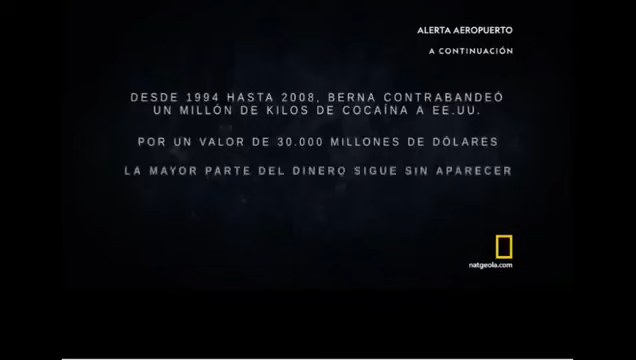 ALERTA AEROPUERTO
A CONTINUACIÓN
DESDE 1994 HASTA 2008, BERNA CONTRABANDEÓ
UN MILLÓN DE KILOS DE COCAÍNA A EE.UU.
POR UN VALOR DE 30.000 MILLONES DE DÓLARES
LA MAYOR PARTE DEL DINERO SIGUE SIN APARECER
natgeola.com